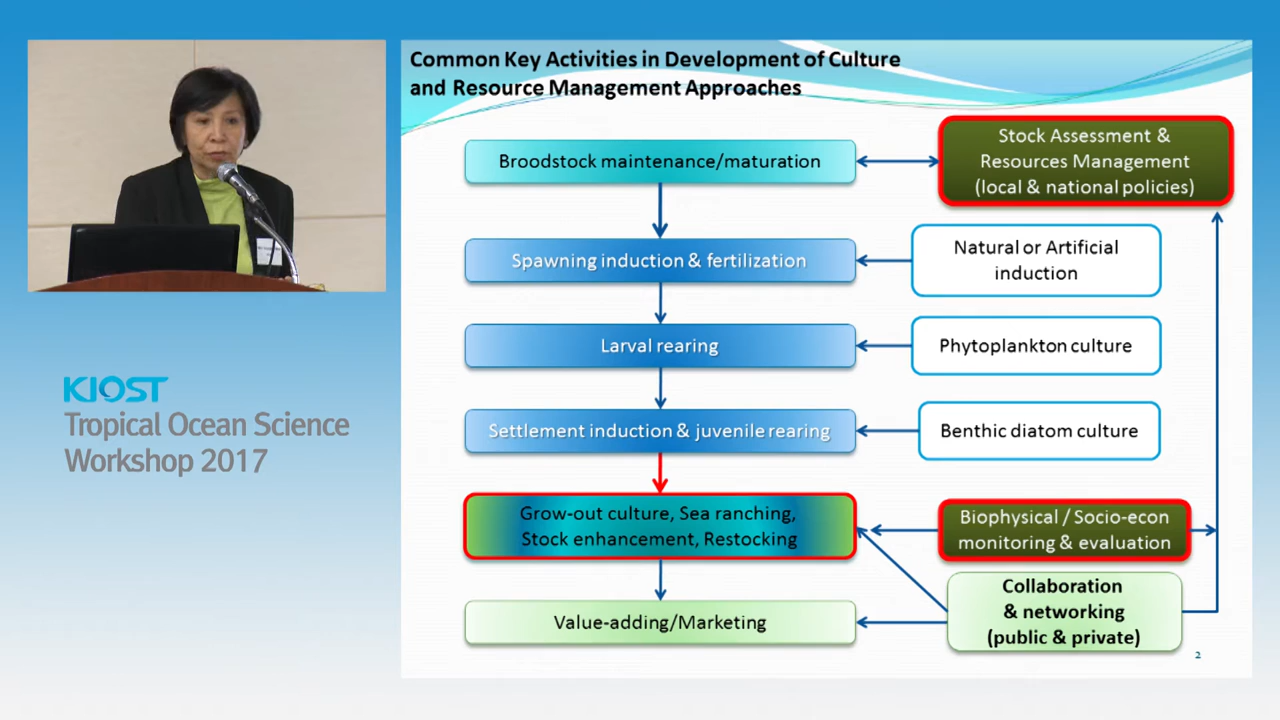 Common Key Activities in Development of Culture
and Resource Management Approaches
Broodstock maintenance/maturation
Stock Assessment &
Resources Management
(local & national policies)
Spawning induction & fertilization
Natural or Artificial
induction
Larval rearing
Phytoplankton culture
Settlement induction & juvenile rearing
Benthic diatom culture
Grow-out culture, Sea ranching,
Stock enhancement, Restocking
Biophysical / Socio-econ
monitoring & evaluation
Collaboration
& networking
(public & private)
Value-adding/Marketing
2
KIOST
Tropical Ocean Science
Workshop 2017